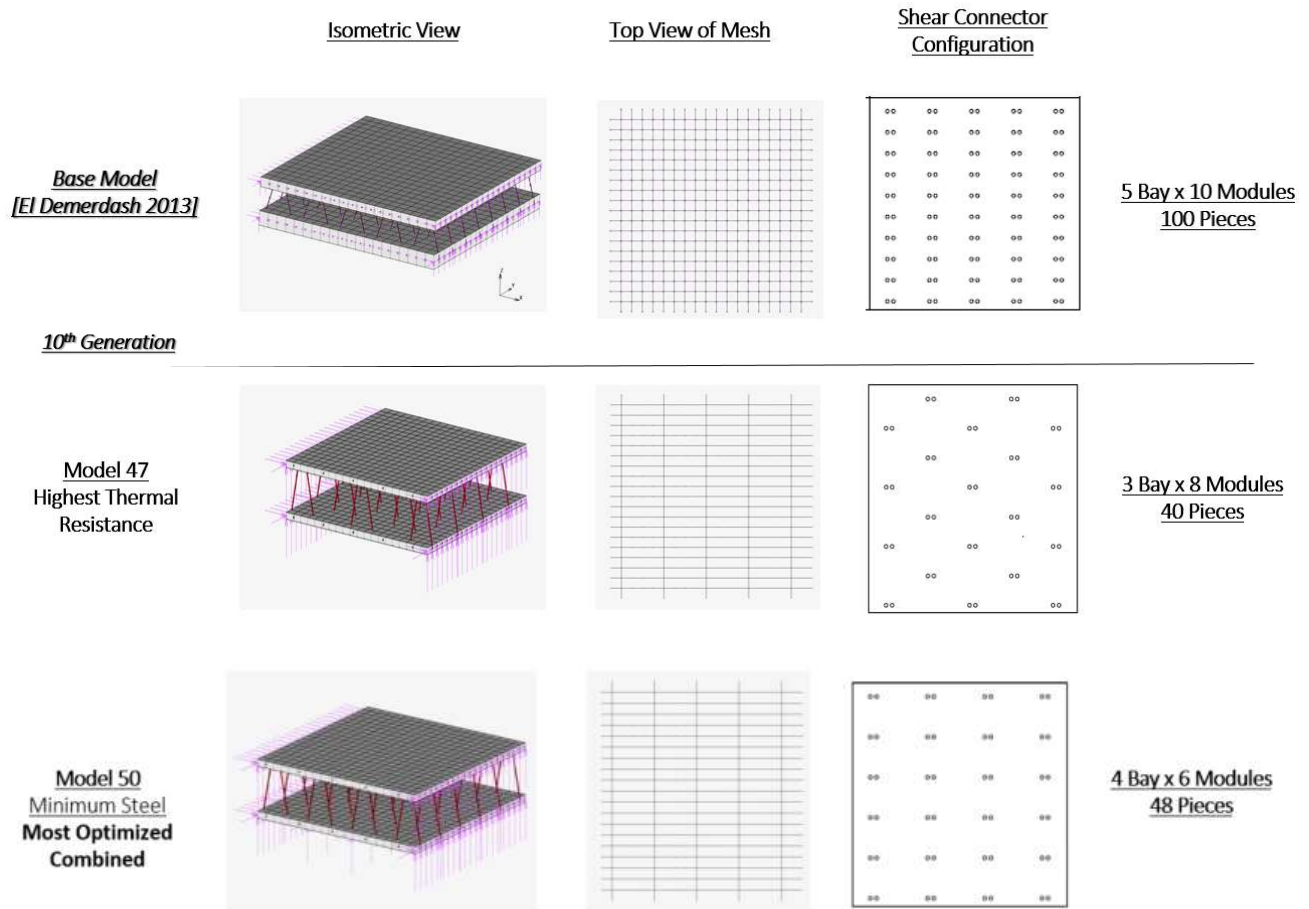 Isometric View
Top View of Mesh
Shear Connector
Configuration
Base Model
[El Demerdash 2013]
5 Bay x 10 Modules
100 Pieces
10th Generation
Model 47
Highest Thermal
Resistance
3 Bay x 8 Modules
40 Pieces
Model 50
Minimum Steel
Most Optimized
Combined
4 Bay x 6 Modules
48 Pieces